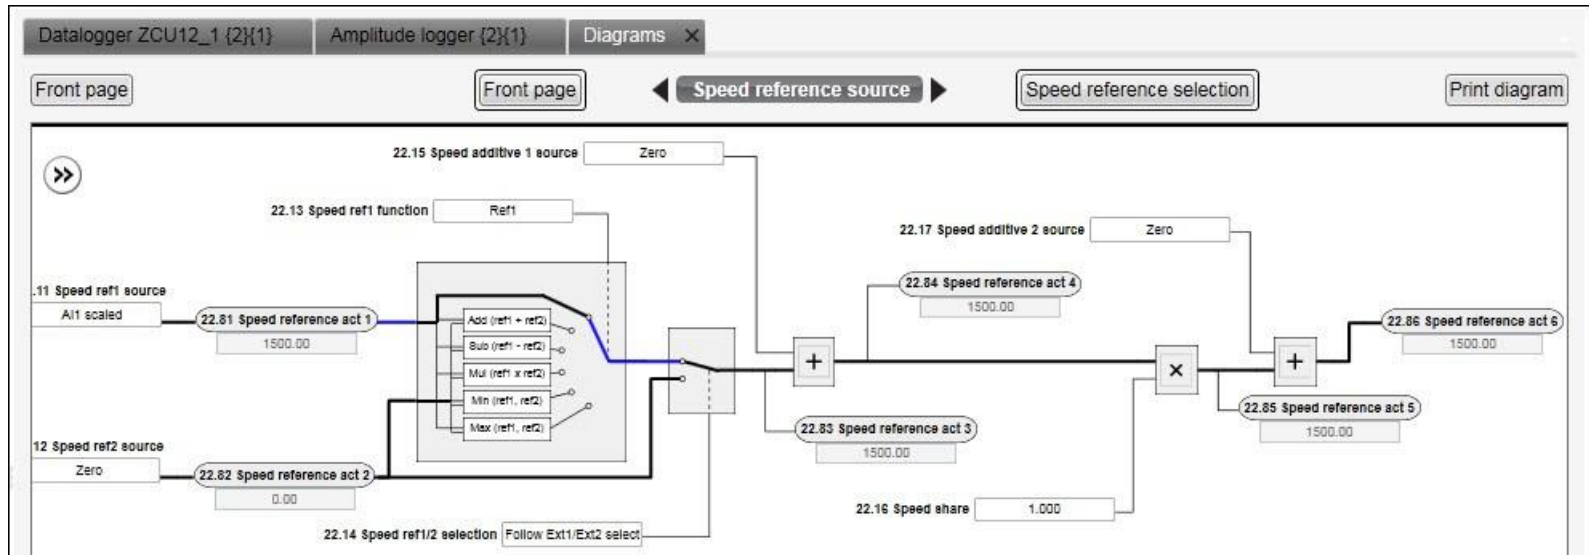 Datalogger ZCU12_1 {2}{1}
Amplitude logger {2}{1}
Diagrams ×
Front page
Front page
Speed reference source
Speed reference selection
Print diagram
22.15 Speed additive 1 source
Zero
22.13 Speed ref1 function
Ref1
22.17 Speed additive 2 source
Zero
.11 Speed ref1 source
AI1 scaled
22.81 Speed reference act 1
1500.00
Add (ref1 + ref2)
Sub (ref1 - ref2)
Mul (ref1 x ref2)
Min (ref1, ref2)
Max (ref1, ref2)
22.84 Speed reference act 4
1500.00
22.86 Speed reference act 6
1500.00
+
×
+
22.85 Speed reference act 5
1500.00
22.83 Speed reference act 3
1500.00
12 Speed ref2 source
Zero
22.82 Speed reference act 2
0.00
22.16 Speed share
1.000
22.14 Speed ref1/2 selection
Follow Ext1/Ext2 select